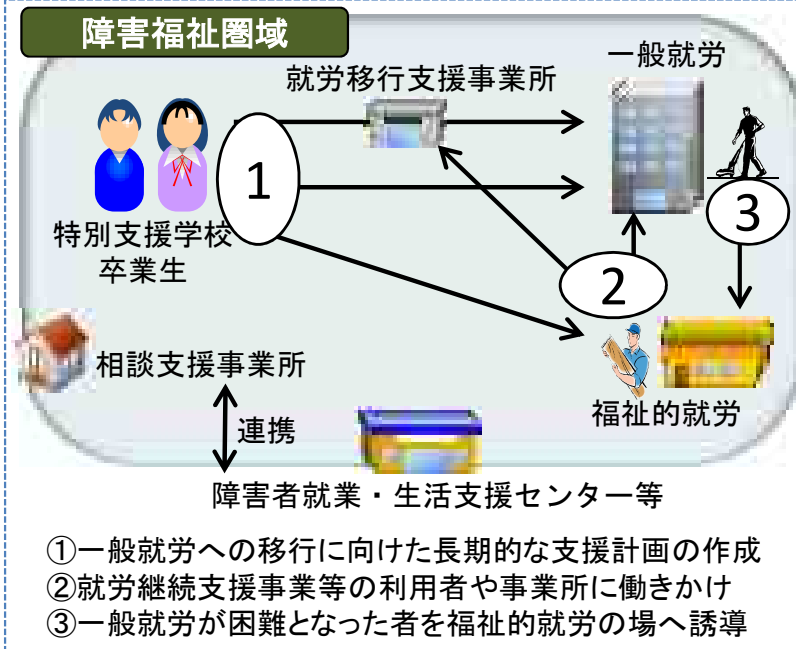 障害福祉圏域
一般就労
就労移行支援事業所
1
3
特別支援学校
卒業生
2
相談支援事業所
福祉的就労
連携
障害者就業・生活支援センター等
①一般就労への移行に向けた長期的な支援計画の作成
②就労継続支援事業等の利用者や事業所に働きかけ
③一般就労が困難となった者を福祉的就労の場へ誘導